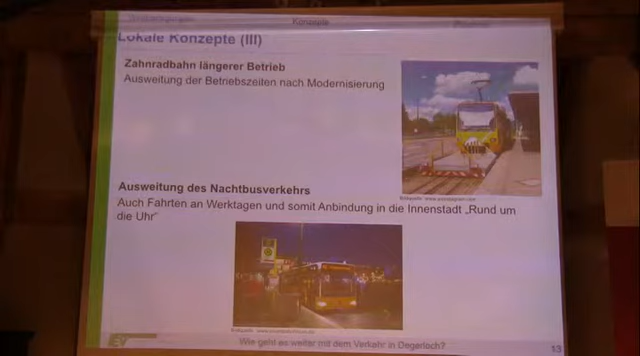 Konzepte
Lokale Konzepte (III)
Zahnradbahn längerer Betrieb
Ausweitung der Betriebszeiten nach Modernisierung
Ausweitung des Nachtbusverkehrs
Auch Fahrten an Werktagen und somit Anbindung in die Innenstadt „Rund um
die Uhr“
Wie geht es weiter mit dem Verkehr in Degerloch?
13